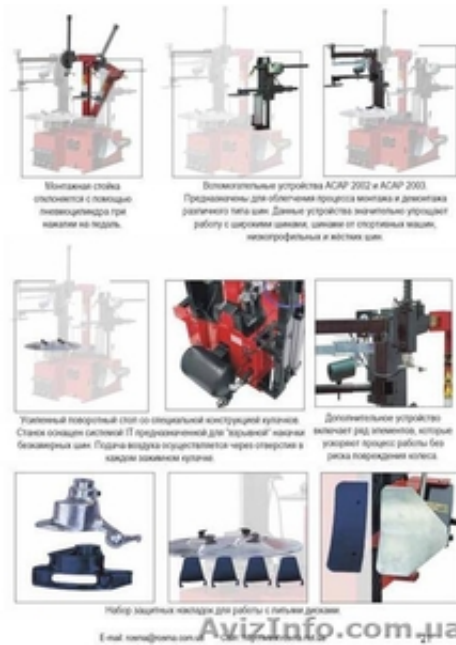 Монтажная стойка
отклоняется с помощью
пневмоцилиндра при
нажатии на педаль.
Вспомогательные устройства ACAP 2002 и ACAP 2003.
Предназначены для облегчения процесса монтажа и демонтажа
различного типа шин. Данные устройства значительно упрощают
работу с широкими шинами, шинами от спортивных машин,
низкопрофильных и жёстких шин.
Усиленный поворотный стол со специальной конструкцией кулачков.
Станок оснащен системой IT предназначенной для "взрывной" накачки
безкамерных шин. Подача воздуха осуществляется через отверстия в
каждом зажимном кулачке.
Дополнительное устройство
включает ряд элементов, которые
ускоряют процесс работы без
риска повреждения колеса.
Набор защитных накладок для работы с литыми дисками.
E-mail:
AvizInfo.com.ua